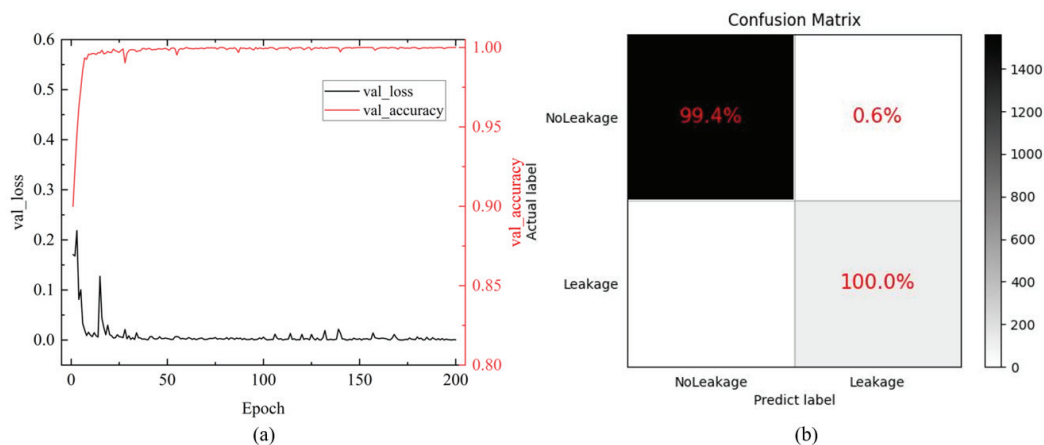 0.6
0.5
0.4
0.3
0.2
0.1
0.0
val_loss
val_loss
val_accuracy
1.00
0.95
0.90
0.85
0.80
val_accuracy
0
50
100
150
200
Epoch
(a)
Confusion Matrix
Actual label
NoLeakage
Leakage
99.4%
0.6%
100.0%
NoLeakage
Leakage
Predict label
1400
1200
1000
800
600
400
200
0
(b)